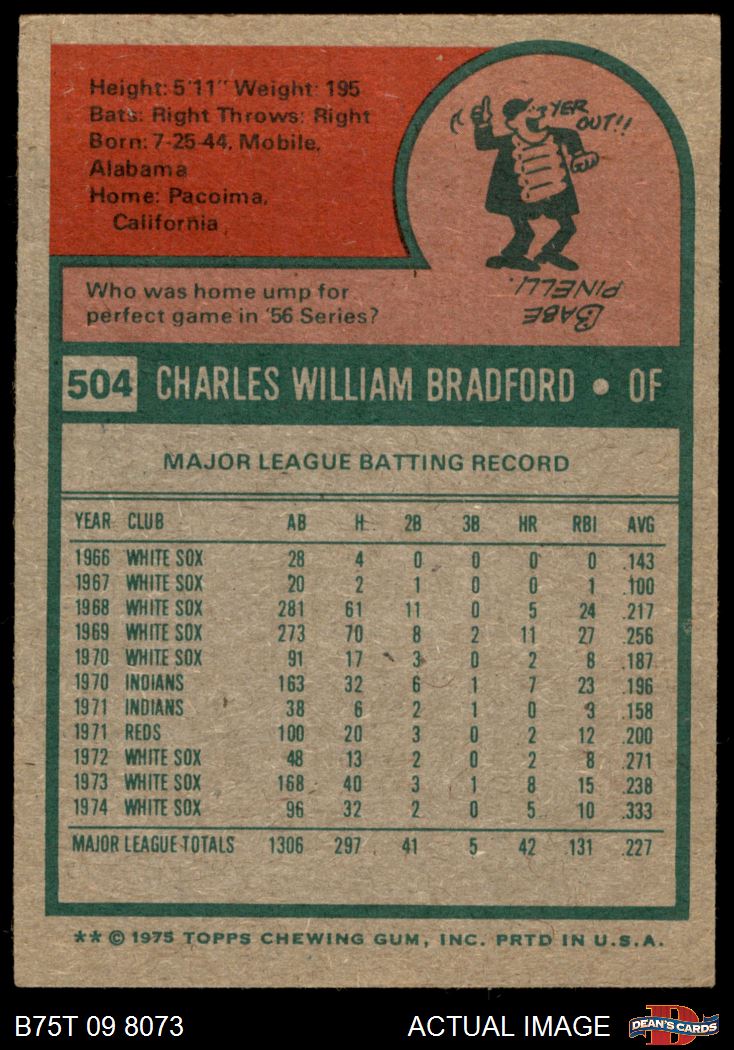 Height: 5'11" Weight: 195
Bats: Right Throws: Right
Born: 7-25-44, Mobile,
Alabama
Home: Pacoima,
California
YER
OUT!!
BABE
PINELLI.
Who was home ump for
perfect game in '56 Series?
504 CHARLES WILLIAM BRADFORD • OF
MAJOR LEAGUE BATTING RECORD
YEAR CLUB AB H 2B 3B HR RBI AVG
1966 WHITE SOX 28 4 0 0 0 0 .143
1967 WHITE SOX 20 2 1 0 0 1 .100
1968 WHITE SOX 281 61 11 0 5 24 .217
1969 WHITE SOX 273 70 8 2 11 27 .256
1970 WHITE SOX 91 17 3 0 2 8 .187
1970 INDIANS 163 32 6 1 7 23 .196
1971 INDIANS 38 6 2 1 0 3 .158
1971 REDS 100 20 3 0 2 12 .200
1972 WHITE SOX 48 13 2 0 2 8 .271
1973 WHITE SOX 168 40 3 1 8 15 .238
1974 WHITE SOX 96 32 2 0 5 10 .333
MAJOR LEAGUE TOTALS 1306 297 41 5 42 131 .227
** © 1975 TOPPS CHEWING GUM, INC. PRTD IN U.S.A.
B75T 09 8073 ACTUAL IMAGE
D
DEAN'S CARDS